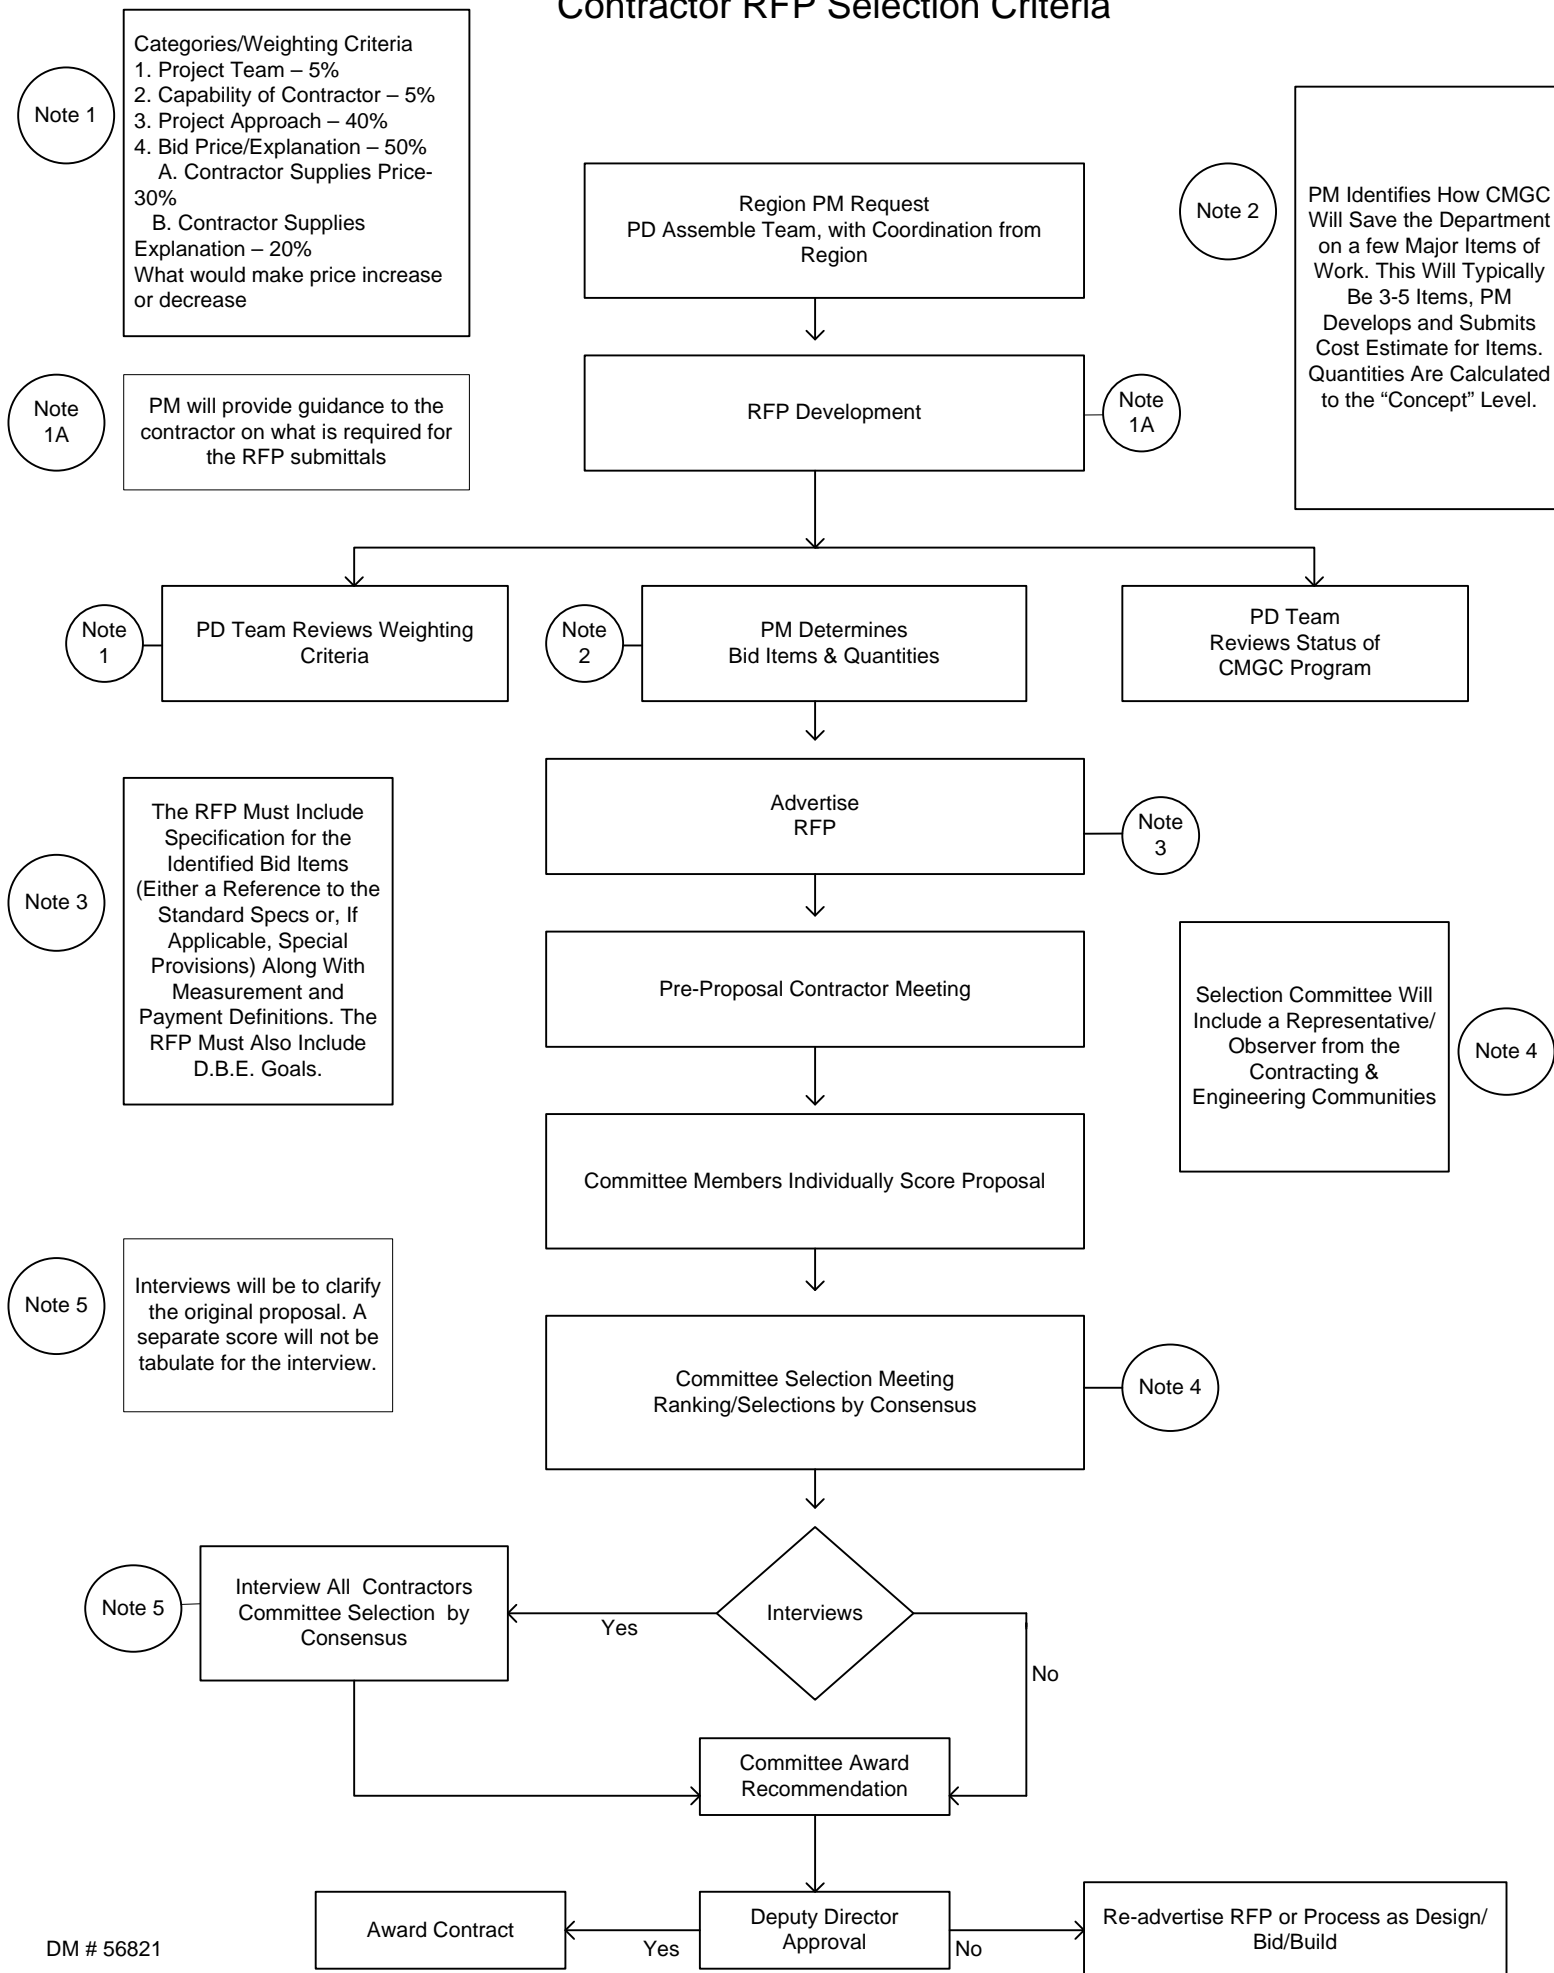 Contractor RFP Selection Criteria
Note 1
Categories/Weighting Criteria
1. Project Team – 5%
2. Capability of Contractor – 5%
3. Project Approach – 40%
4. Bid Price/Explanation – 50%
A. Contractor Supplies Price-
30%
B. Contractor Supplies
Explanation – 20%
What would make price increase
or decrease
Region PM Request
PD Assemble Team, with Coordination from
Region
Note 2
PM Identifies How CMGC
Will Save the Department
on a few Major Items of
Work. This Will Typically
Be 3-5 Items, PM
Develops and Submits
Cost Estimate for Items.
Quantities Are Calculated
to the “Concept” Level.
Note
1A
PM will provide guidance to the
contractor on what is required for
the RFP submittals
RFP Development
Note
1A
Note
1
PD Team Reviews Weighting
Criteria
Note
2
PM Determines
Bid Items & Quantities
PD Team
Reviews Status of
CMGC Program
Note 3
The RFP Must Include
Specification for the
Identified Bid Items
(Either a Reference to the
Standard Specs or, If
Applicable, Special
Provisions) Along With
Measurement and
Payment Definitions. The
RFP Must Also Include
D.B.E. Goals.
Advertise
RFP
Note
3
Pre-Proposal Contractor Meeting
Selection Committee Will
Include a Representative/
Observer from the
Contracting &
Engineering Communities
Note 4
Committee Members Individually Score Proposal
Note 5
Interviews will be to clarify
the original proposal. A
separate score will not be
tabulate for the interview.
Committee Selection Meeting
Ranking/Selections by Consensus
Note 4
Note 5
Interview All Contractors
Committee Selection by
Consensus
Yes
Interviews
No
Committee Award
Recommendation
DM # 56821
Award Contract
Yes
Deputy Director
Approval
No
Re-advertise RFP or Process as Design/
Bid/Build